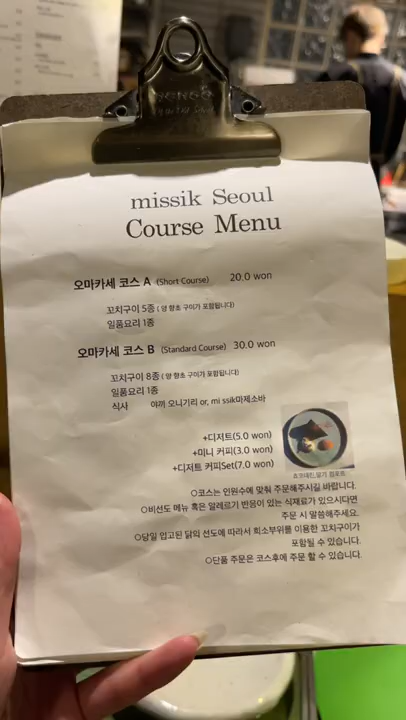 missik Seoul
Course Menu
오마카세 코스 A (Short Course) 20.0 won
꼬치구이 5종 ( 양 향초 구이가 포함됩니다)
일품요리 1종
오마카세 코스 B (Standard Course) 30.0 won
꼬치구이 8종 ( 양 향초 구이가 포함됩니다)
일품요리 1종
식사 야끼 오니기리 or, mi ssik마제소바
+디저트(5.0 won)
+미니 커피(3.0 won)
+디저트 커피Set(7.0 won)
○코스는 인원수에 맞춰 주문해주시길 바랍니다.
○비선도 메뉴 혹은 알레르기 반응이 있는 식재료가 있으시다면
주문 시 말씀해주세요.
○당일 입고된 닭의 선도에 따라서 희소부위를 이용한 꼬치구이가
포함될 수 있습니다.
○단품 주문은 코스후에 주문 할 수 있습니다.